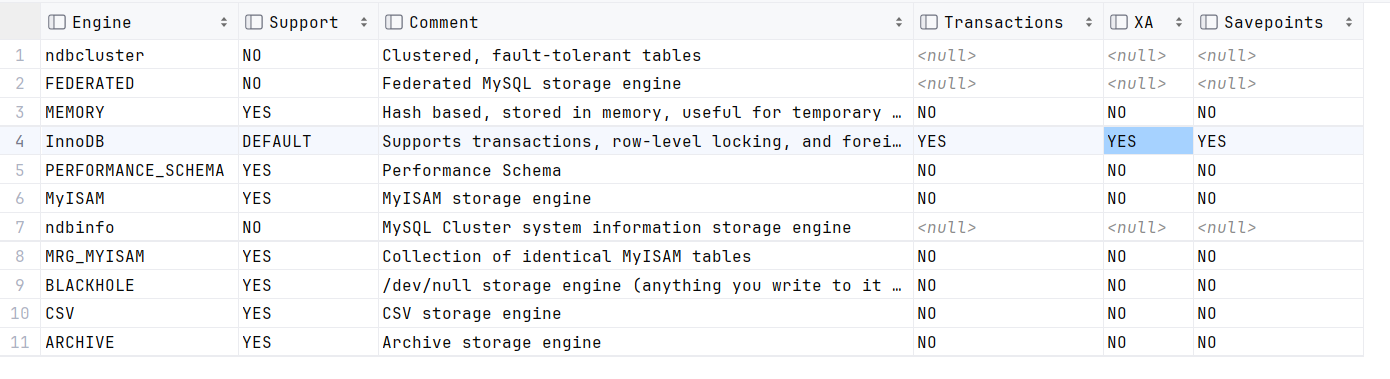 Engine Support Comment Transactions XA Savepoints
1 ndbcluster NO Clustered, fault-tolerant tables <null> <null> <null>
2 FEDERATED NO Federated MySQL storage engine <null> <null> <null>
3 MEMORY YES Hash based, stored in memory, useful for temporary … NO NO NO
4 InnoDB DEFAULT Supports transactions, row-level locking, and forei… YES YES YES
5 PERFORMANCE_SCHEMA YES Performance Schema NO NO NO
6 MyISAM YES MyISAM storage engine NO NO NO
7 ndbinfo NO MySQL Cluster system information storage engine <null> <null> <null>
8 MRG_MYISAM YES Collection of identical MyISAM tables NO NO NO
9 BLACKHOLE YES /dev/null storage engine (anything you write to it … NO NO NO
10 CSV YES CSV storage engine NO NO NO
11 ARCHIVE YES Archive storage engine NO NO NO